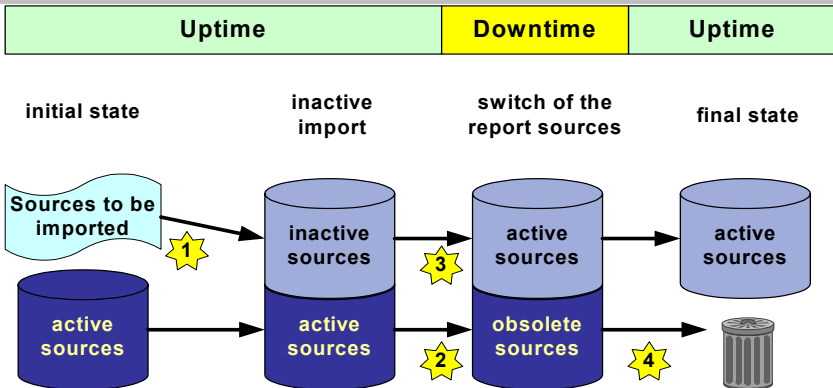 Uptime
Downtime
Uptime
initial state
inactive
import
switch of the
report sources
final state
Sources to be
imported
1
inactive
sources
3
active
sources
active
sources
active
sources
active
sources
2
obsolete
sources
4